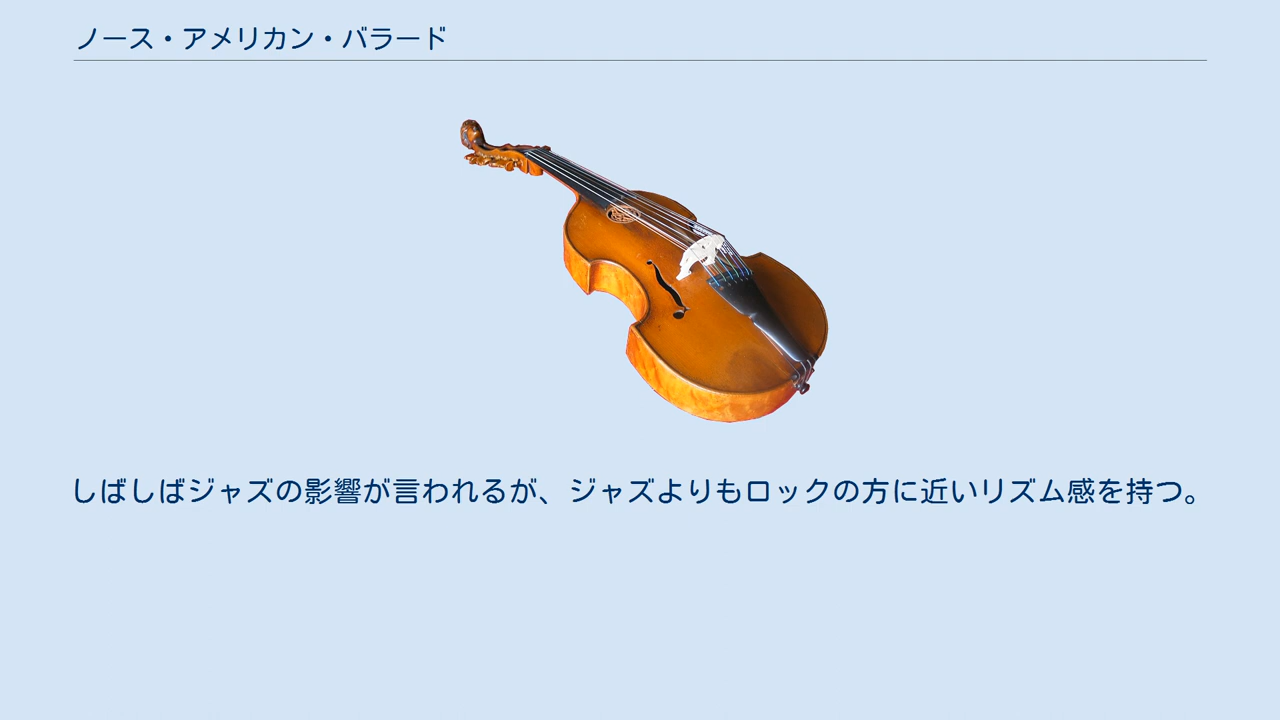 ノース・アメリカン・バラード
しばしばジャズの影響が言われるが、ジャズよりもロックの方に近いリズム感を持つ。